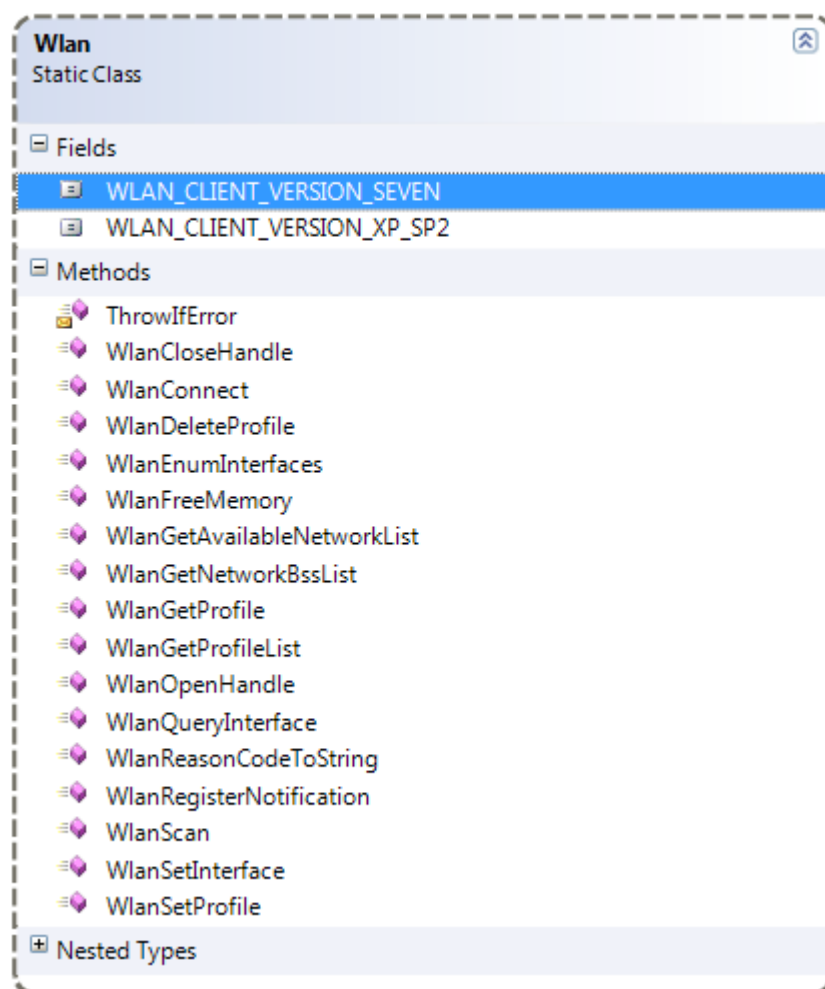 Wlan
Static Class
Fields
WLAN_CLIENT_VERSION_SEVEN
WLAN_CLIENT_VERSION_XP_SP2
Methods
ThrowIfError
WlanCloseHandle
WlanConnect
WlanDeleteProfile
WlanEnumInterfaces
WlanFreeMemory
WlanGetAvailableNetworkList
WlanGetNetworkBssList
WlanGetProfile
WlanGetProfileList
WlanOpenHandle
WlanQueryInterface
WlanReasonCodeToString
WlanRegisterNotification
WlanScan
WlanSetInterface
WlanSetProfile
Nested Types